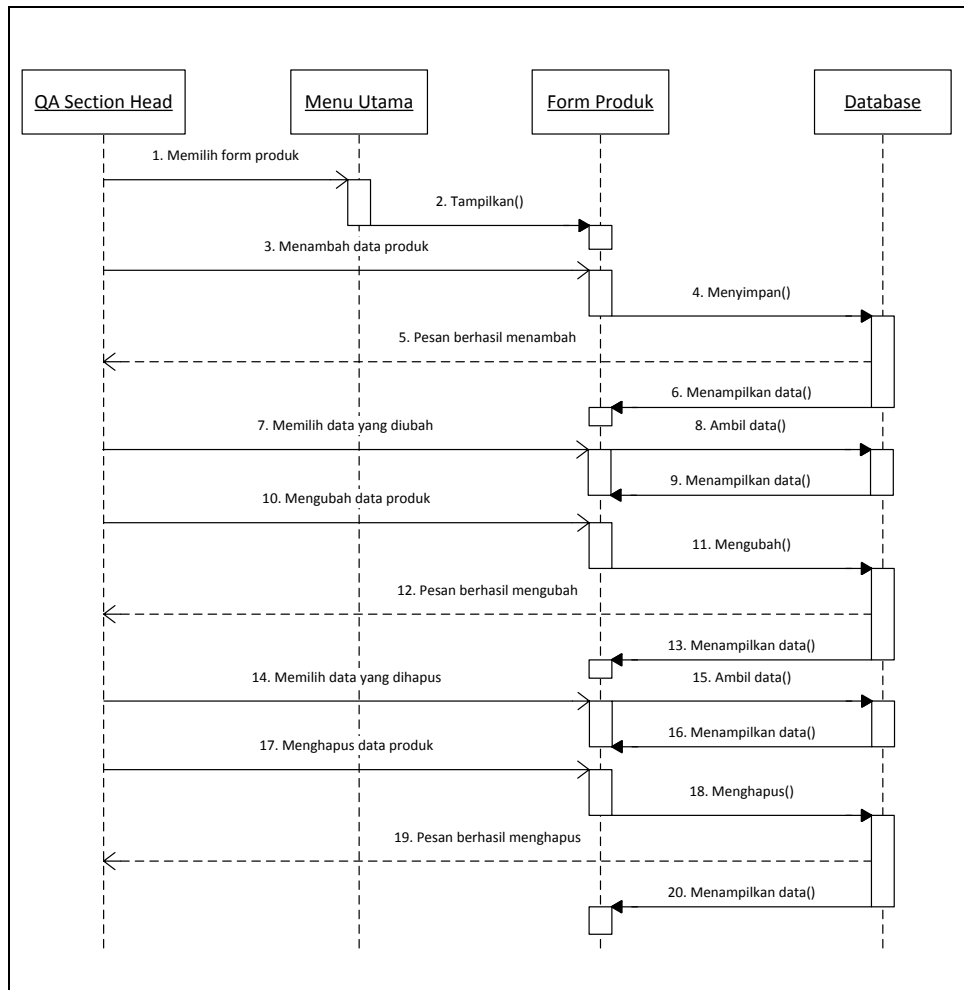 QA Section Head
Menu Utama
Form Produk
Database
1. Memilih form produk
2. Tampilkan()
3. Menambah data produk
4. Menyimpan()
5. Pesan berhasil menambah
6. Menampilkan data()
7. Memilih data yang diubah
8. Ambil data()
9. Menampilkan data()
10. Mengubah data produk
11. Mengubah()
12. Pesan berhasil mengubah
13. Menampilkan data()
14. Memilih data yang dihapus
15. Ambil data()
16. Menampilkan data()
17. Menghapus data produk
18. Menghapus()
19. Pesan berhasil menghapus
20. Menampilkan data()